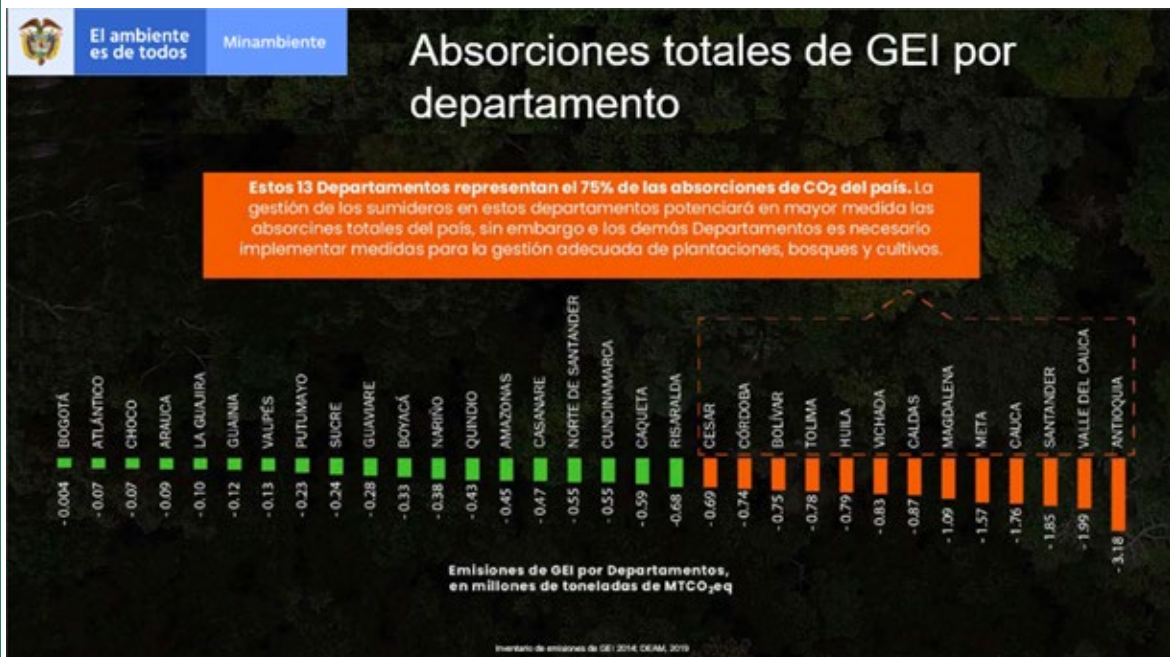 El ambiente
es de todos
Minambiente
Absorciones totales de GEI por
departamento
Estos 13 Departamentos representan el 75% de las absorciones de CO₂ del país. La
gestión de los sumideros en estos departamentos potenciará en mayor medida las
absorcines totales del país, sin embargo e los demás Departamentos es necesario
implementar medidas para la gestión adecuada de plantaciones, bosques y cultivos.
BOGOTÁ
ATLÁNTICO
CHOCO
ARAUCA
LA GUAJIRA
GUAINIA
VALPÉS
PUTUMAYO
SUCRE
GUAVIARE
BOYACÁ
NARIÑO
QUINDIO
AMAZONAS
CASANARE
NORTE DE SANTANDER
CUNDINAMARCA
CAQUETA
RISARALDA
CESAR
CÓRDOBA
BOLÍVAR
TOLIMA
HUILA
VICHADA
CALDAS
MAGDALENA
META
CAUCA
SANTANDER
VALLE DEL CAUCA
ANTIOQUIA
- 0.004
- 0.07
- 0.07
- 0.09
- 0.10
- 0.12
- 0.13
- 0.23
- 0.24
- 0.28
- 0.33
- 0.38
- 0.43
- 0.45
- 0.47
- 0.55
- 0.55
- 0.59
-0.68
- 0.69
- 0.74
- 0.75
- 0.78
- 0.79
- 0.83
- 0.87
- 1.09
- 1.57
- 1.76
- 1.85
- 1.99
- 3.18
Emisiones de GEI por Departamentos,
en millones de toneladas de MTCO₂eq
Inventario de emisiones de GEI 2014; DEAM, 2019